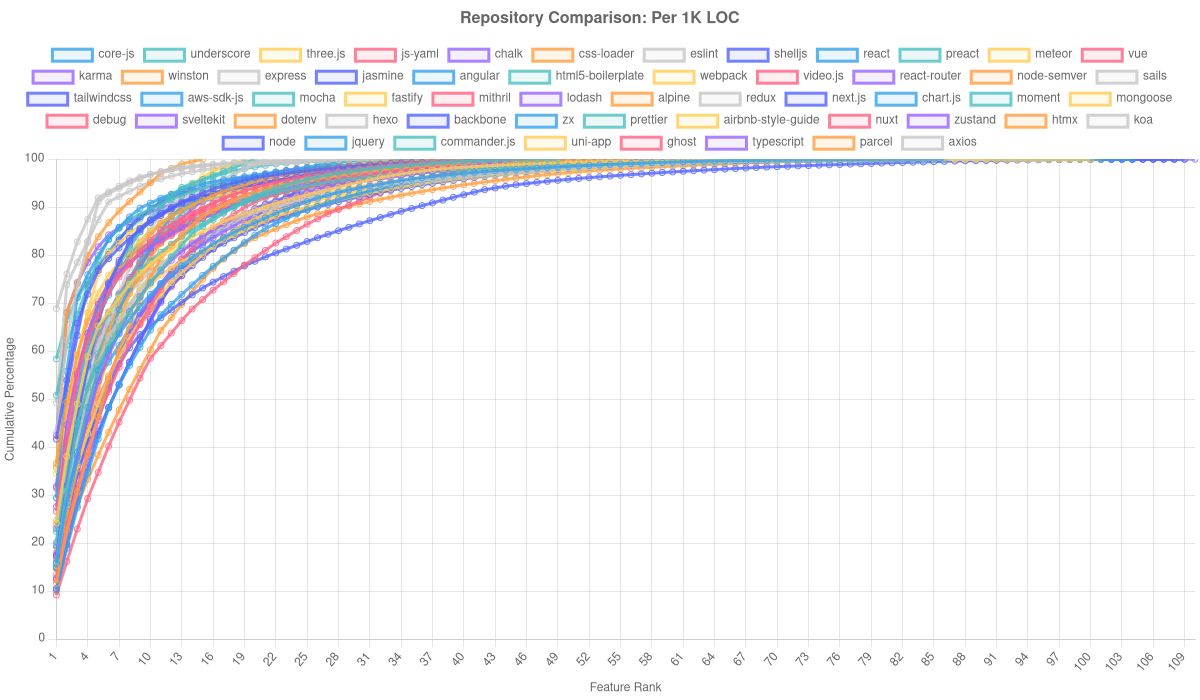 Repository Comparison: Per 1K LOC
core-js underscore three.js js-yaml chalk css-loader eslint shelljs react preact meteor vue
karma winston express jasmine angular html5-boilerplate webpack video.js react-router node-semver sails
tailwindcss aws-sdk-js mocha fastify mithril lodash alpine redux next.js chart.js moment mongoose
debug sveltekit dotenv hexo backbone zx prettier airbnb-style-guide nuxt zustand htmx koa
node jquery commander.js uni-app ghost typescript parcel axios
100
90
80
70
60
50
40
30
20
10
0
Cumulative Percentage
1 4 7 10 13 16 19 22 25 28 31 34 37 40 43 46 49 52 55 58 61 64 67 70 73 76 79 82 85 88 91 94 97 100 103 106 109
Feature Rank